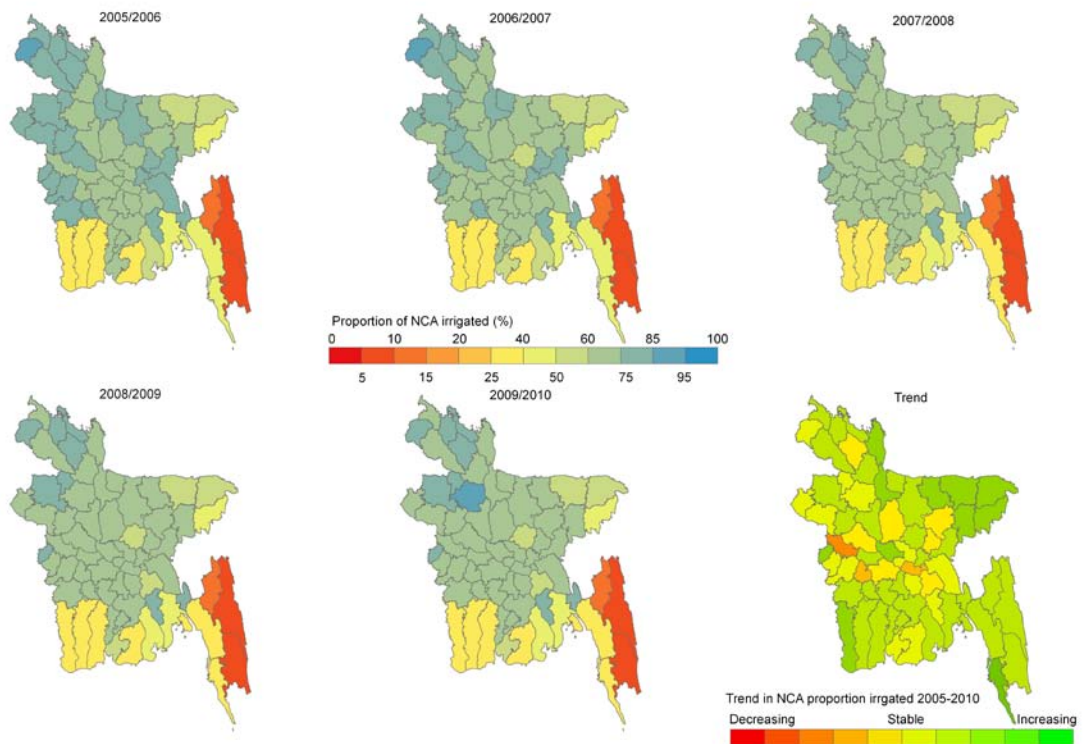 2005/2006
2006/2007
2007/2008
Proportion of NCA irrigated (%)
0 10 20 40 60 85 100
5 15 25 50 75 95
2008/2009
2009/2010
Trend
Trend in NCA proportion irrgated 2005-2010
Decreasing Stable Increasing